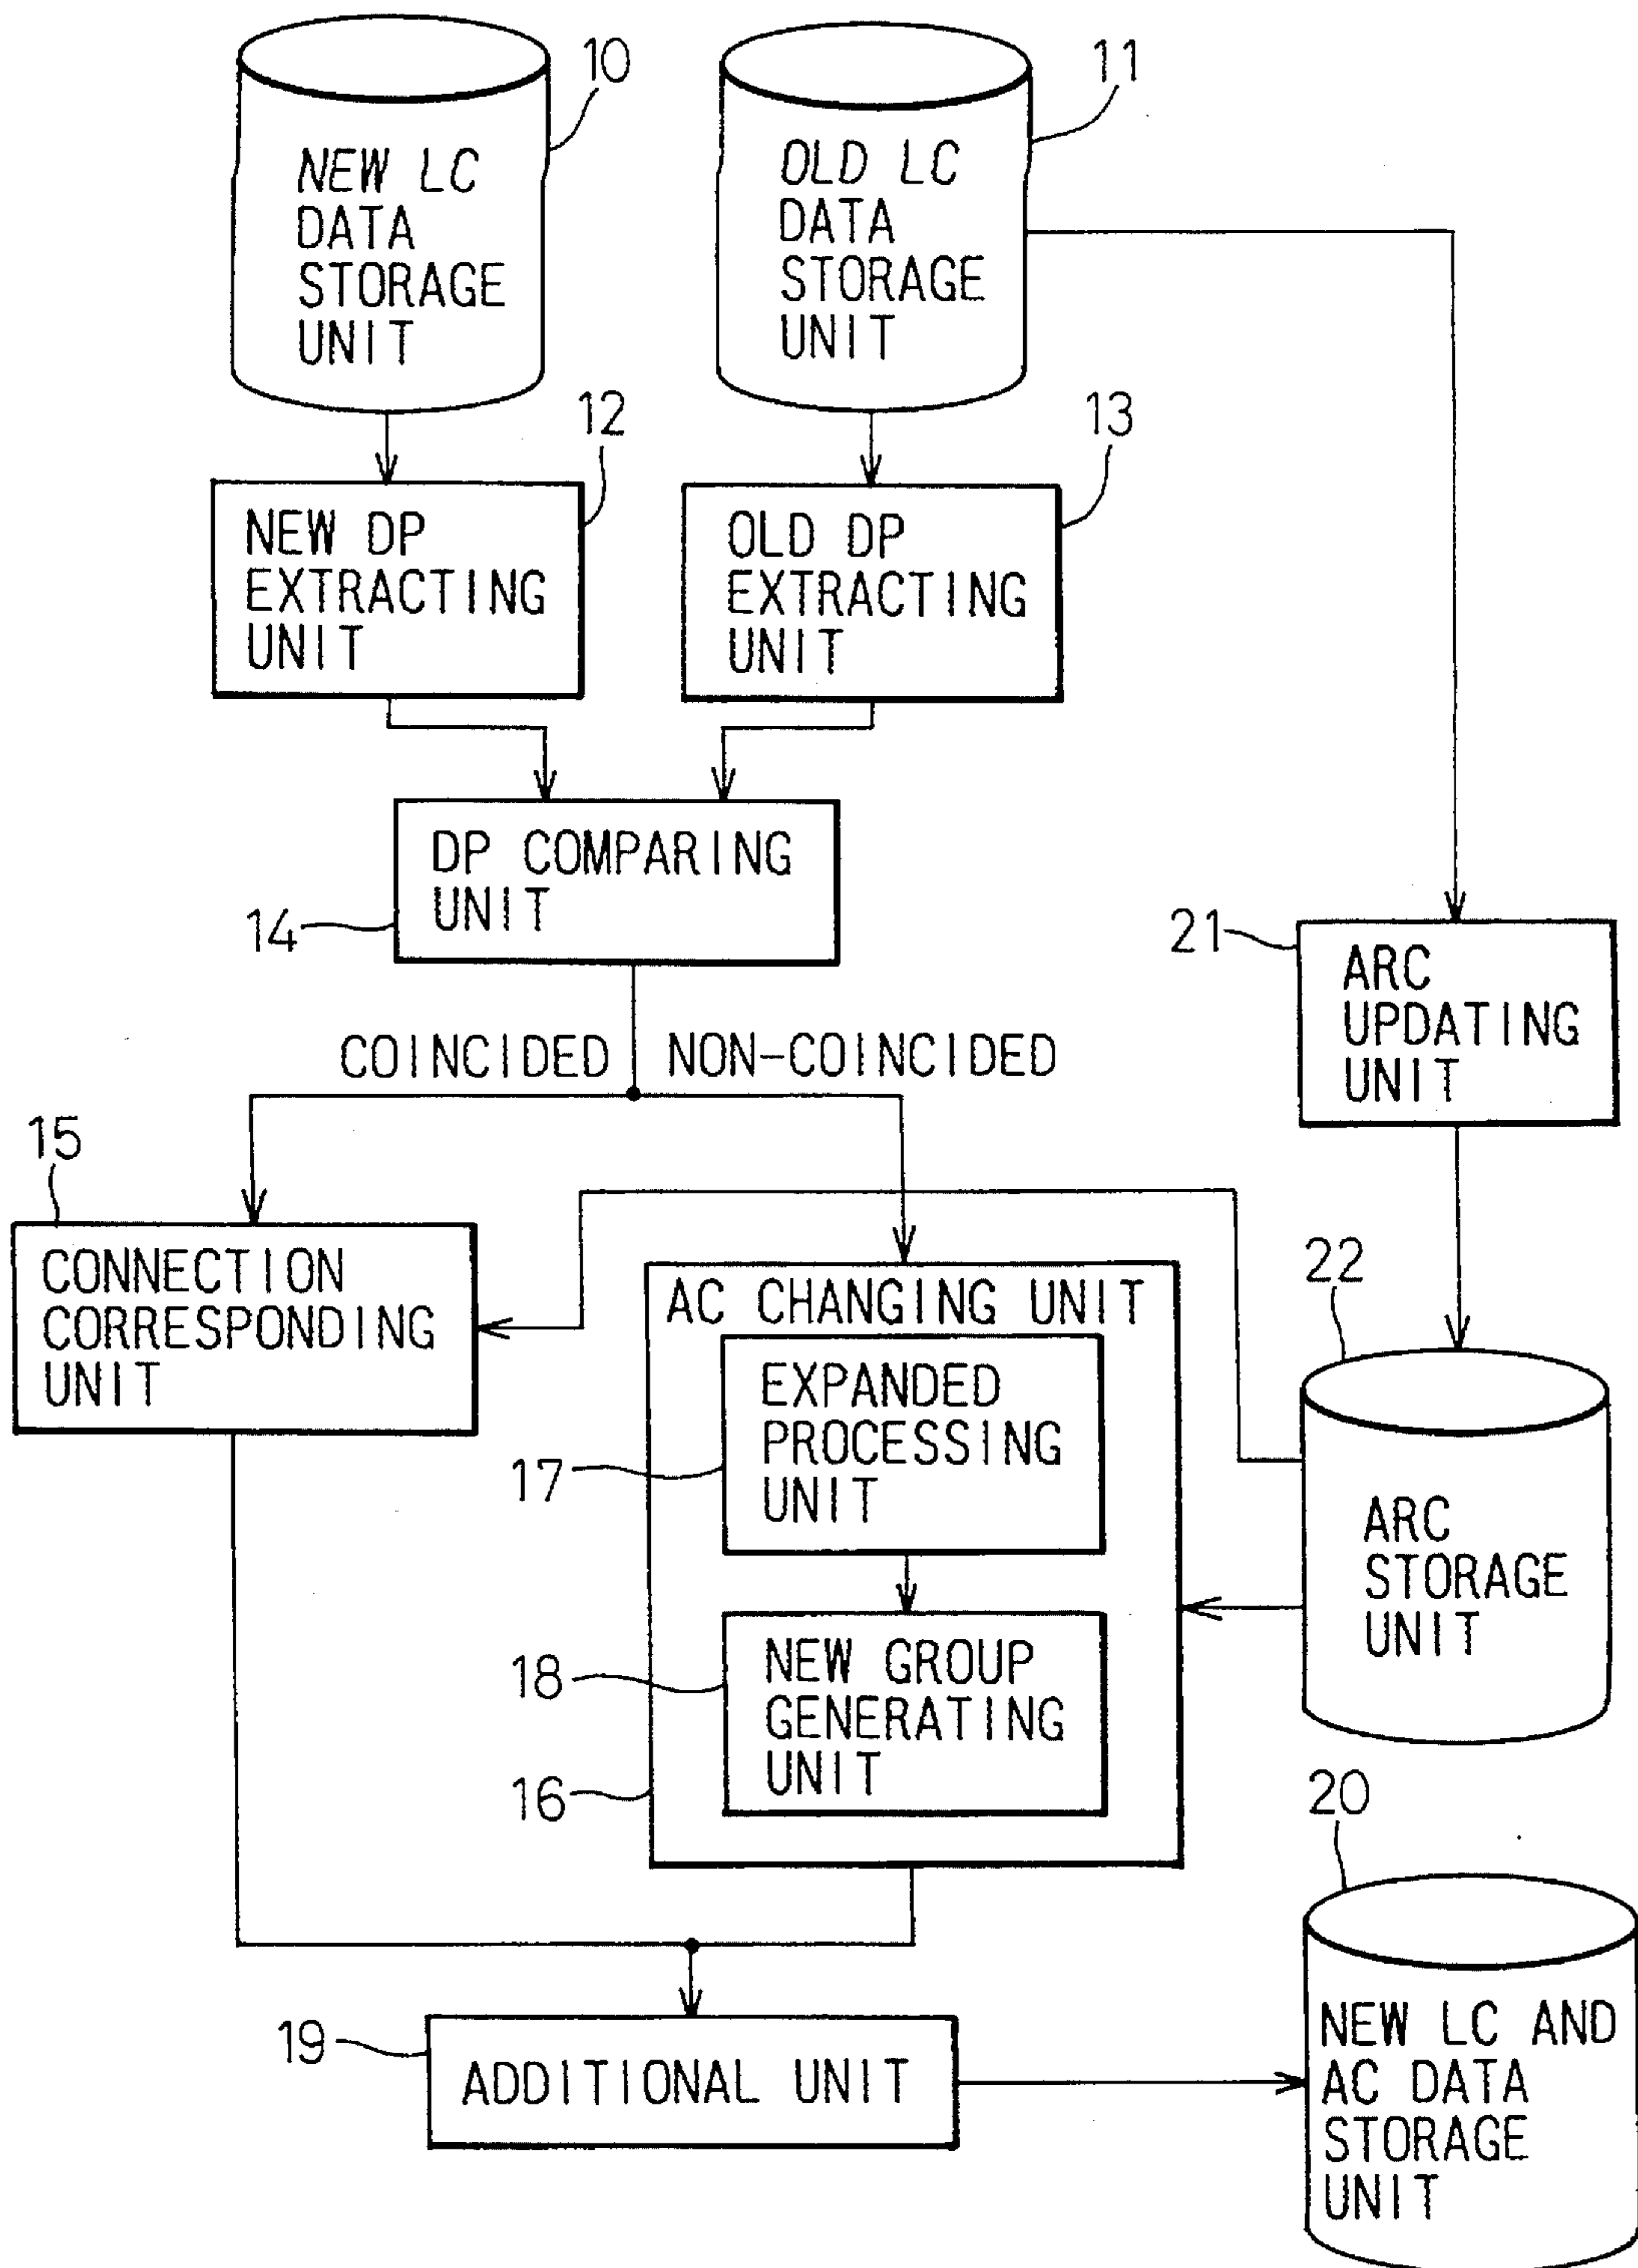 10
11
NEW LC
DATA
STORAGE
UNIT
OLD LC
DATA
STORAGE
UNIT
12
13
NEW DP
EXTRACTING
UNIT
OLD DP
EXTRACTING
UNIT
DP COMPARING
UNIT
14
21
ARC
UPDATING
UNIT
COINCIDED
NON-COINCIDED
15
CONNECTION
CORRESPONDING
UNIT
22
AC CHANGING UNIT
EXPANDED
PROCESSING
UNIT
17
ARC
STORAGE
UNIT
NEW GROUP
GENERATING
UNIT
18
16
20
19
ADDITIONAL UNIT
NEW LC AND
AC DATA
STORAGE
UNIT